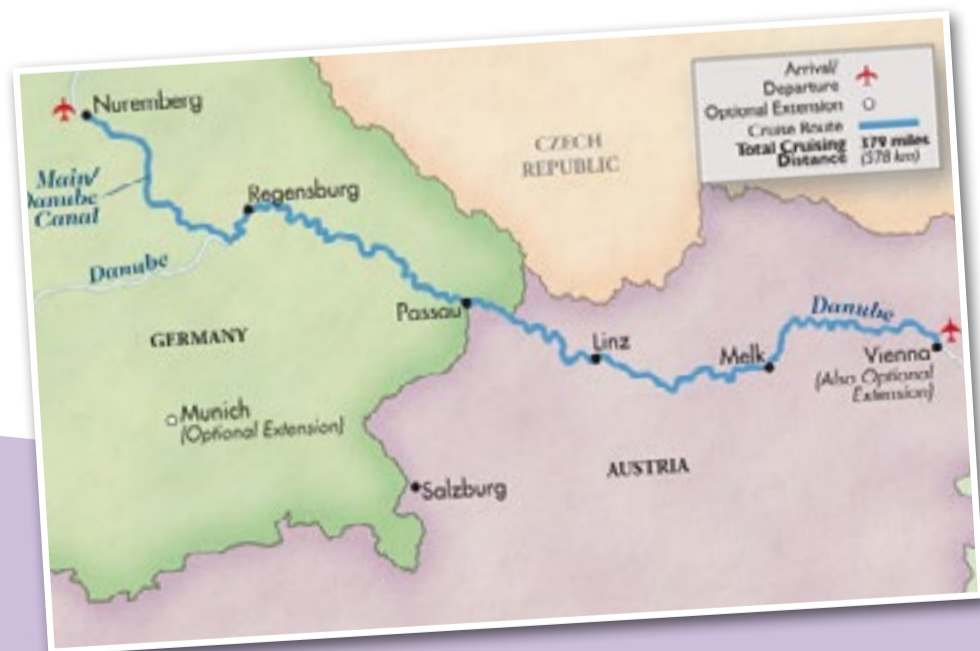 Nuremberg
Main/
Danube
Canal
Regensburg
Danube
GERMANY
Passau
Munich
(Optional Extension)
Salzburg
CZECH
REPUBLIC
Linz
Melk
Danube
Vienna
(Also Optional
Extension)
AUSTRIA
Arrival/
Departure
Optional Extension
Cruise Route
Total Cruising 379 miles
Distance (578 km)